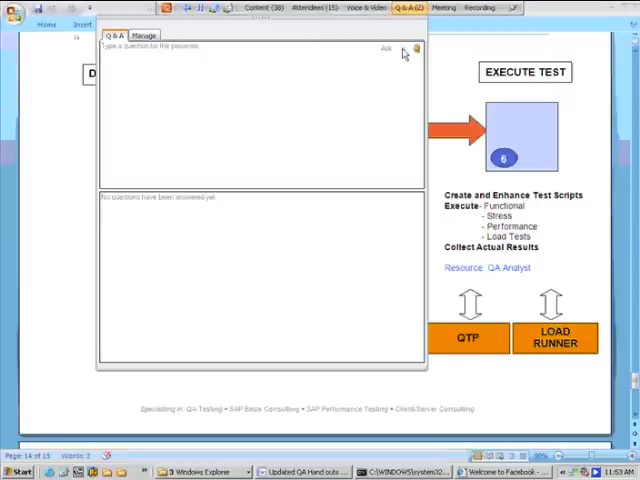 Content (38)
Attendees (15)
Voice & Video
Q & A (2)
Meeting
Recording
Home
Insert
Q & A
Manage
Type a question for the presenter.
Ask
No questions have been answered yet
D
EXECUTE TEST
6
Create and Enhance Test Scripts
Execute- Functional
- Stress
- Performance
- Load Tests
Collect Actual Results
Resource: QA Analyst
QTP
LOAD
RUNNER
Specializing in: QA Testing • SAP Basis Consulting • SAP Performance Testing • Client-Server Consulting
Page: 14 of 15
Words: 2
90%
Start
3 Windows Explorer
Updated QA Hand outs ...
C:\WINDOWS\system32...
Welcome to Facebook - ...
11:53 AM